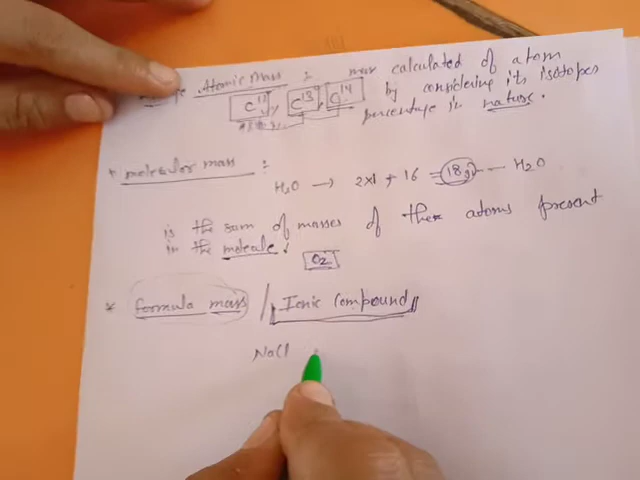 Atomic Mass : mass calculated of atom
C¹² C¹³, C¹⁴ by considering its isotopes
percentage in nature.
* molecular mass :
H₂O → 2x1 + 16 = 18g — H₂O
is the sum of masses of the atoms present
in the molecule.
O₂
* formula mass / Ionic Compound
NaCl